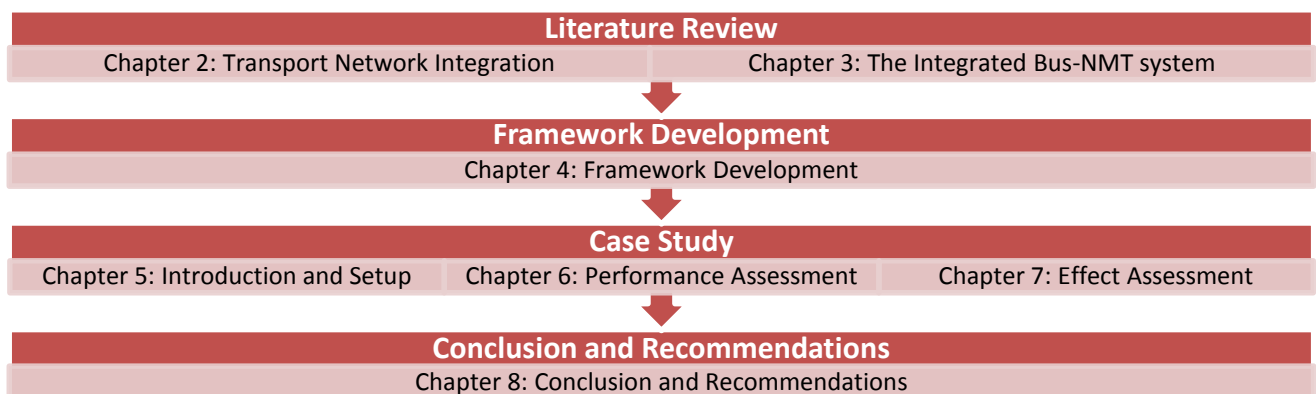 Literature Review
Chapter 2: Transport Network Integration
Chapter 3: The Integrated Bus-NMT system
Framework Development
Chapter 4: Framework Development
Case Study
Chapter 5: Introduction and Setup
Chapter 6: Performance Assessment
Chapter 7: Effect Assessment
Conclusion and Recommendations
Chapter 8: Conclusion and Recommendations